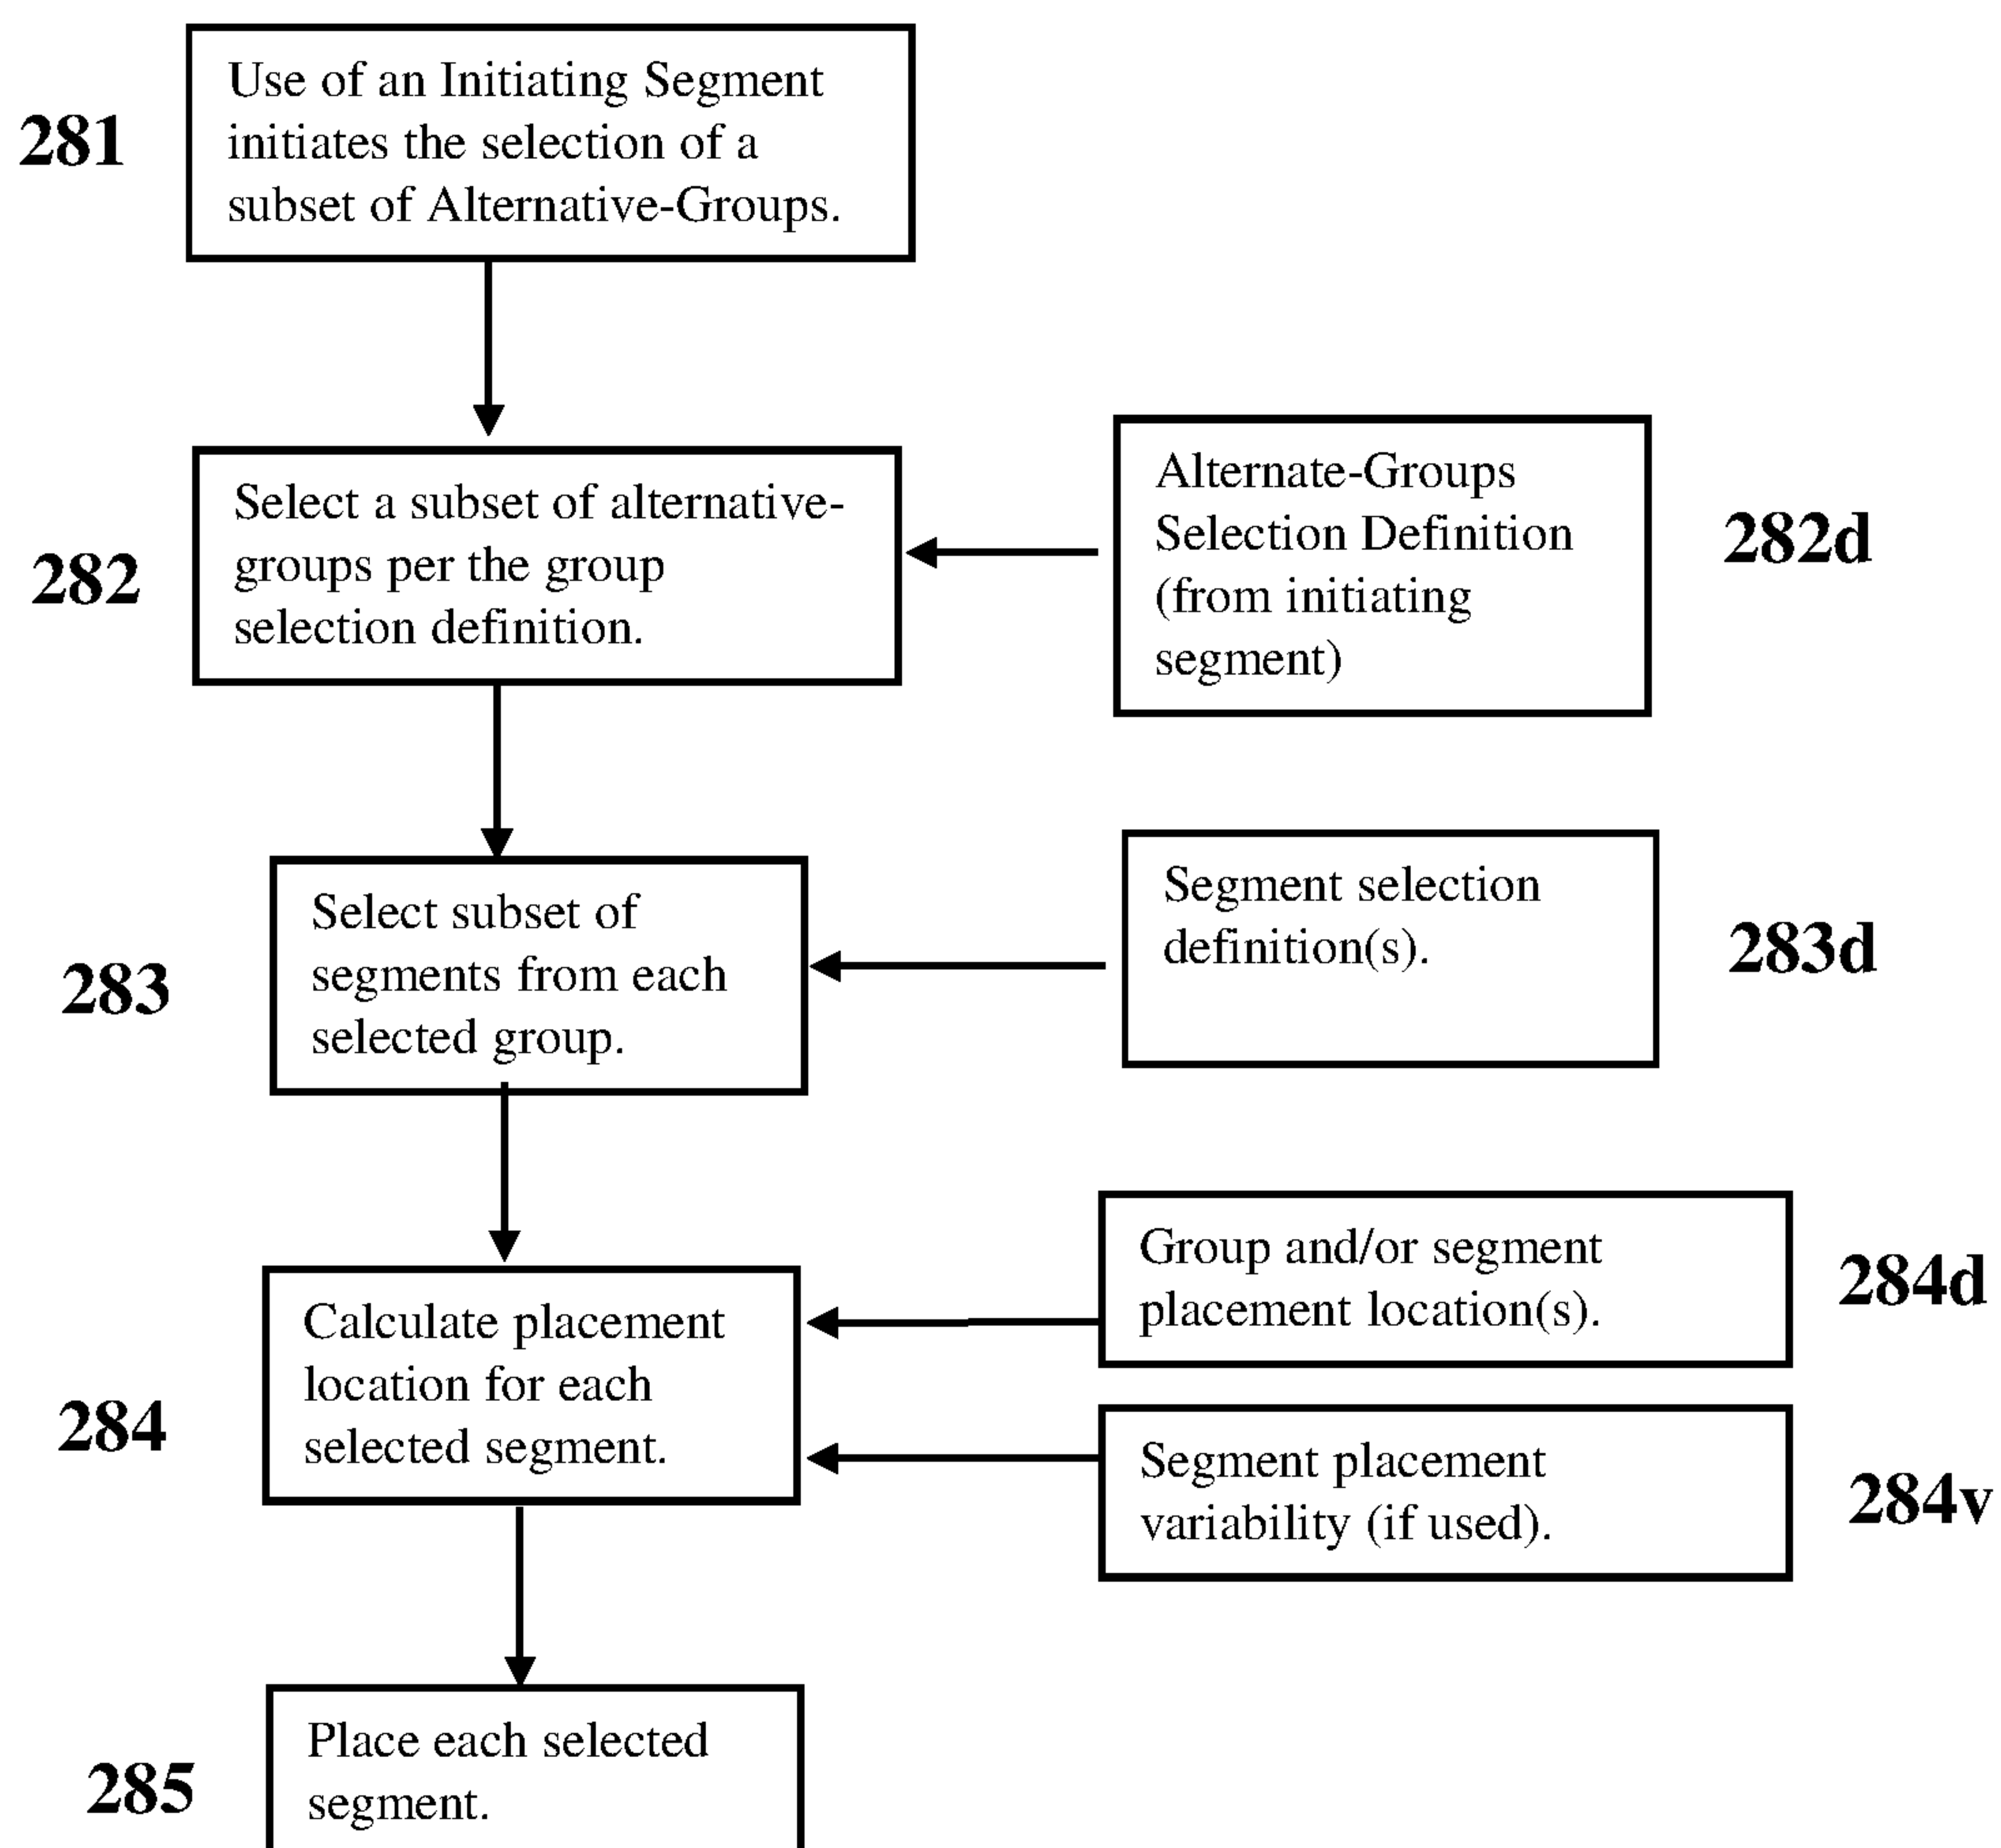 281
Use of an Initiating Segment
initiates the selection of a
subset of Alternative-Groups.
282
Select a subset of alternative-
groups per the group
selection definition.
Alternate-Groups
Selection Definition
(from initiating
segment)
282d
283
Select subset of
segments from each
selected group.
Segment selection
definition(s).
283d
284
Calculate placement
location for each
selected segment.
Group and/or segment
placement location(s).
284d
Segment placement
variability (if used).
284v
285
Place each selected
segment.